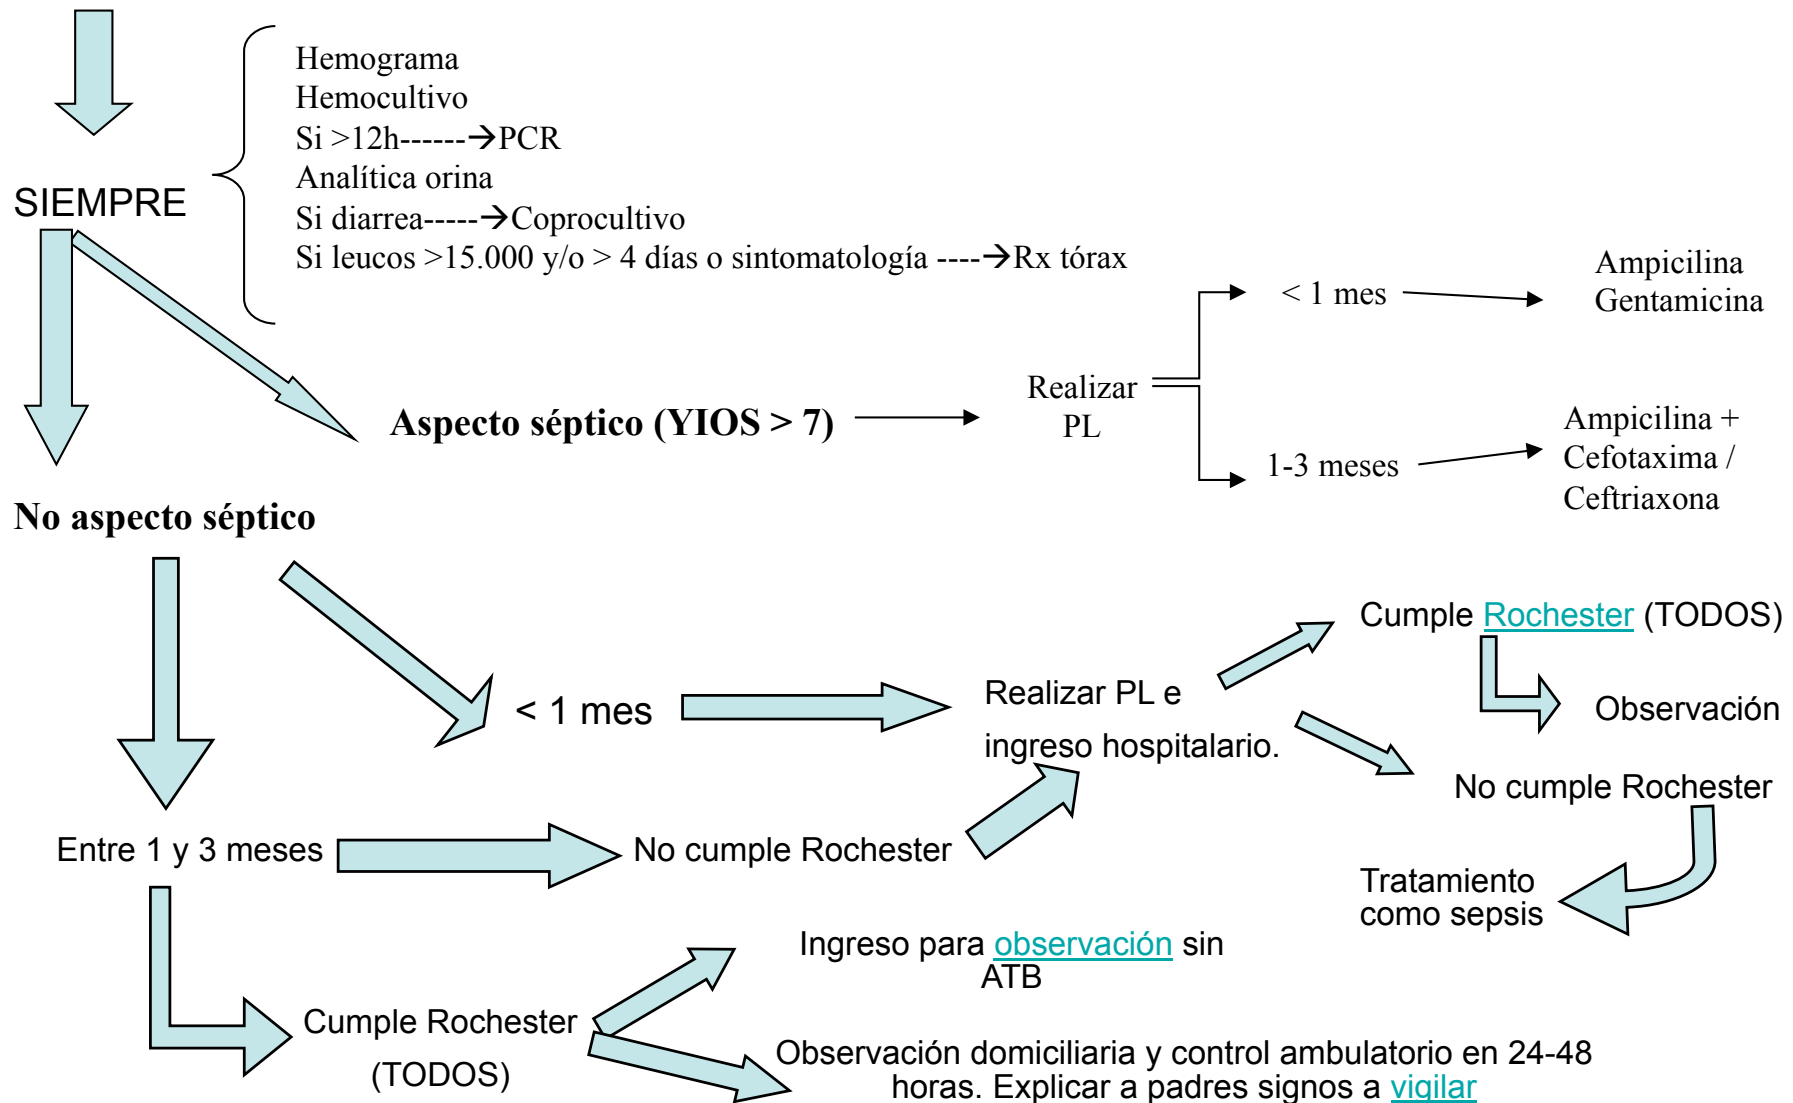 Hemograma
Hemocultivo
Si >12h------→PCR
Analítica orina
Si diarrea-----→Coprocultivo
Si leucos >15.000 y/o > 4 días o sintomatología ----→Rx tórax
SIEMPRE
< 1 mes
Ampicilina
Gentamicina
Aspecto séptico (YIOS > 7)
Realizar
PL
1-3 meses
Ampicilina +
Cefotaxima /
Ceftriaxona
No aspecto séptico
Cumple Rochester (TODOS)
< 1 mes
Realizar PL e
ingreso hospitalario.
Observación
No cumple Rochester
Entre 1 y 3 meses
No cumple Rochester
Tratamiento
como sepsis
Ingreso para observación sin
ATB
Cumple Rochester
(TODOS)
Observación domiciliaria y control ambulatorio en 24-48
horas. Explicar a padres signos a vigilar